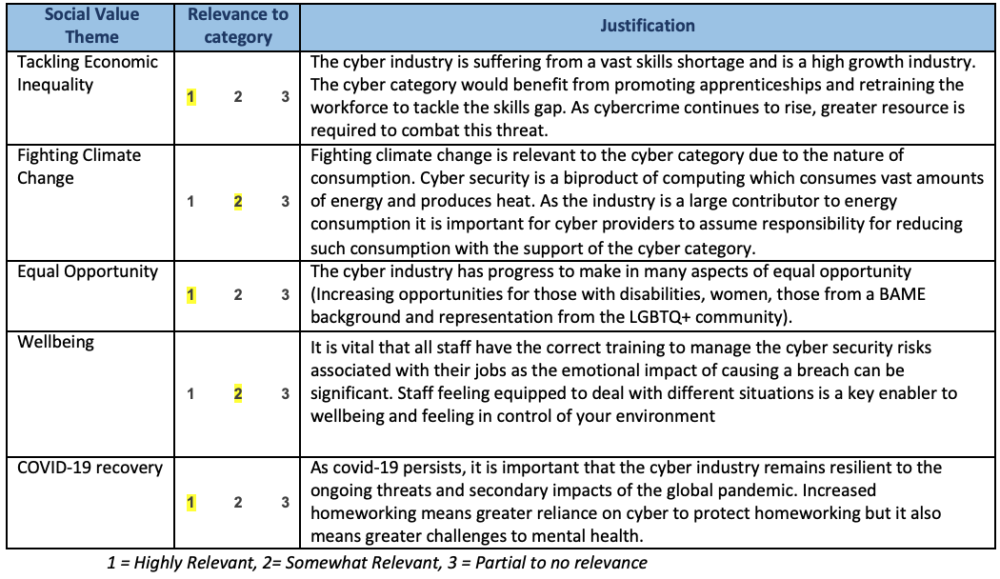 Social Value Theme
Relevance to category
Justification
Tackling Economic Inequality
1 2 3
The cyber industry is suffering from a vast skills shortage and is a high growth industry.
The cyber category would benefit from promoting apprenticeships and retraining the
workforce to tackle the skills gap. As cybercrime continues to rise, greater resource is
required to combat this threat.
Fighting Climate Change
1 2 3
Fighting climate change is relevant to the cyber category due to the nature of
consumption. Cyber security is a biproduct of computing which consumes vast amounts
of energy and produces heat. As the industry is a large contributor to energy
consumption it is important for cyber providers to assume responsibility for reducing
such consumption with the support of the cyber category.
Equal Opportunity
1 2 3
The cyber industry has progress to make in many aspects of equal opportunity
(Increasing opportunities for those with disabilities, women, those from a BAME
background and representation from the LGBTQ+ community).
Wellbeing
1 2 3
It is vital that all staff have the correct training to manage the cyber security risks
associated with their jobs as the emotional impact of causing a breach can be
significant. Staff feeling equipped to deal with different situations is a key enabler to
wellbeing and feeling in control of your environment
COVID-19 recovery
1 2 3
As covid-19 persists, it is important that the cyber industry remains resilient to the
ongoing threats and secondary impacts of the global pandemic. Increased
homeworking means greater reliance on cyber to protect homeworking but it also
means greater challenges to mental health.
1 = Highly Relevant, 2= Somewhat Relevant, 3 = Partial to no relevance